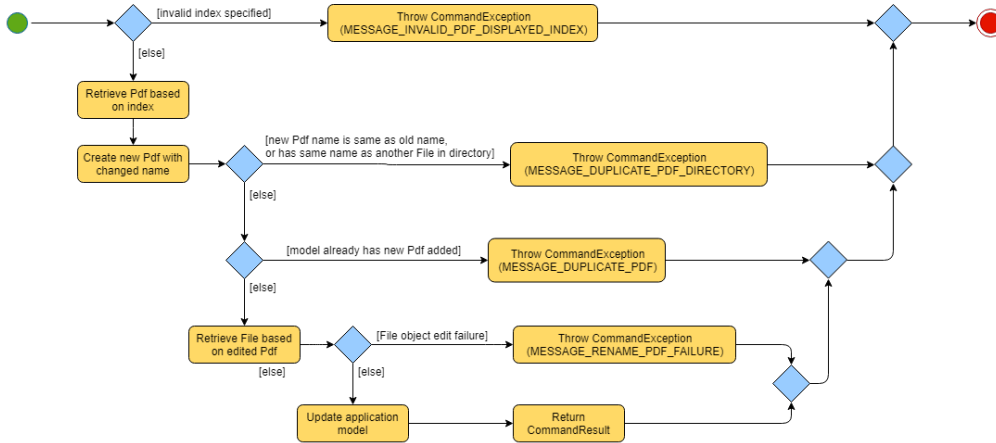 [invalid index specified]
Throw CommandException
(MESSAGE_INVALID_PDF_DISPLAYED_INDEX)
[else]
Retrieve Pdf based
on index
Create new Pdf with
changed name
[new Pdf name is same as old name,
or has same name as another File in directory]
Throw CommandException
(MESSAGE_DUPLICATE_PDF_DIRECTORY)
[else]
[model already has new Pdf added]
Throw CommandException
(MESSAGE_DUPLICATE_PDF)
[else]
Retrieve File based
on edited Pdf
[File object edit failure]
Throw CommandException
(MESSAGE_RENAME_PDF_FAILURE)
[else]
[else]
Update application
model
Return
CommandResult